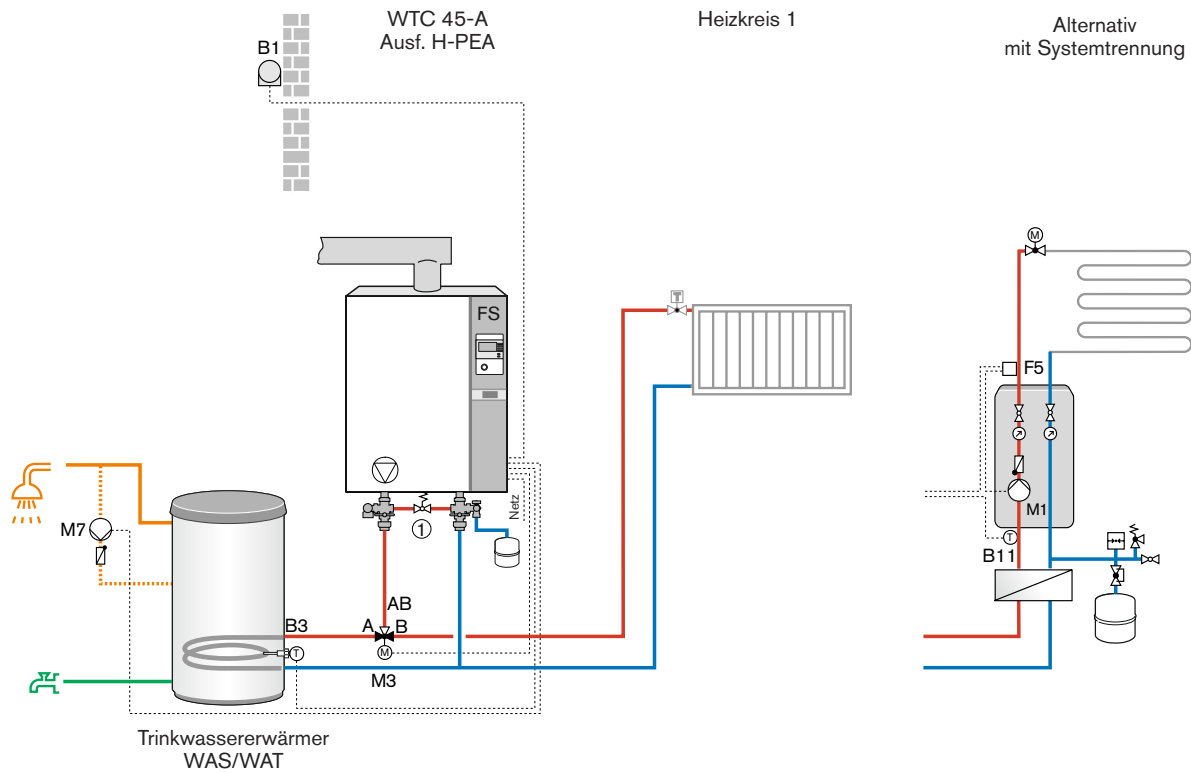 WTC 45-A
Ausf. H-PEA
Heizkreis 1
Alternativ
mit Systemtrennung
B1
FS
M
T
F5
M1
T
B11
Netz
1
M7
AB
A
B
B3
T
M
M3
Trinkwassererwärmer
WAS/WAT